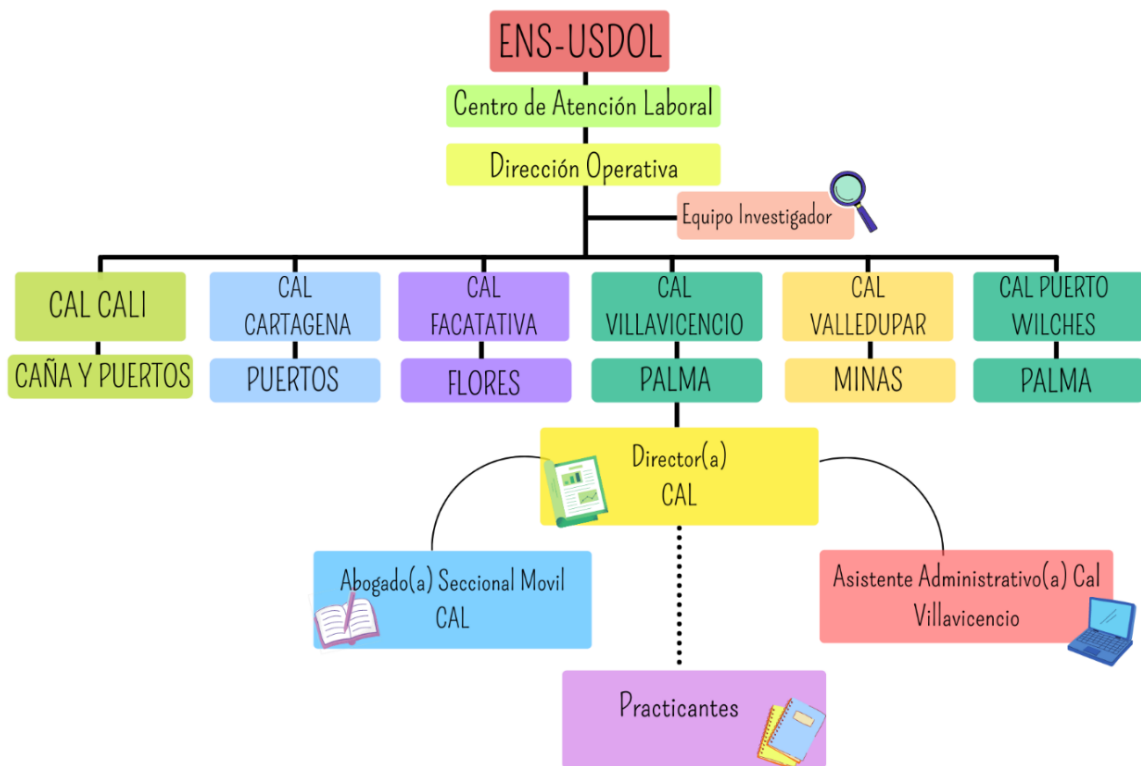 ENS-USDOL
Centro de Atención Laboral
Dirección Operativa
Equipo Investigador
CAL CALI
CAL
CARTAGENA
CAL
FACATATIVA
CAL
VILLAVICENCIO
CAL
VALLEDUPAR
CAL PUERTO
WILCHES
CAÑA Y PUERTOS
PUERTOS
FLORES
PALMA
MINAS
PALMA
Director(a)
CAL
Abogado(a) Seccional Movil
CAL
Asistente Administrativo(a) Cal
Villavicencio
Practicantes